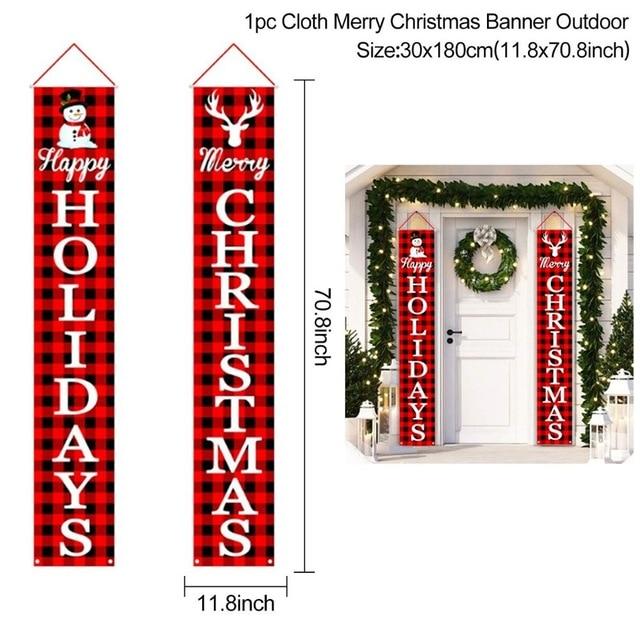 1pc Cloth Merry Christmas Banner Outdoor
Size:30x180cm(11.8x70.8inch)
Happy
HOLIDAYS
Merry
CHRISTMAS
70.8inch
11.8inch
Happy
HOLIDAYS
Merry
CHRISTMAS